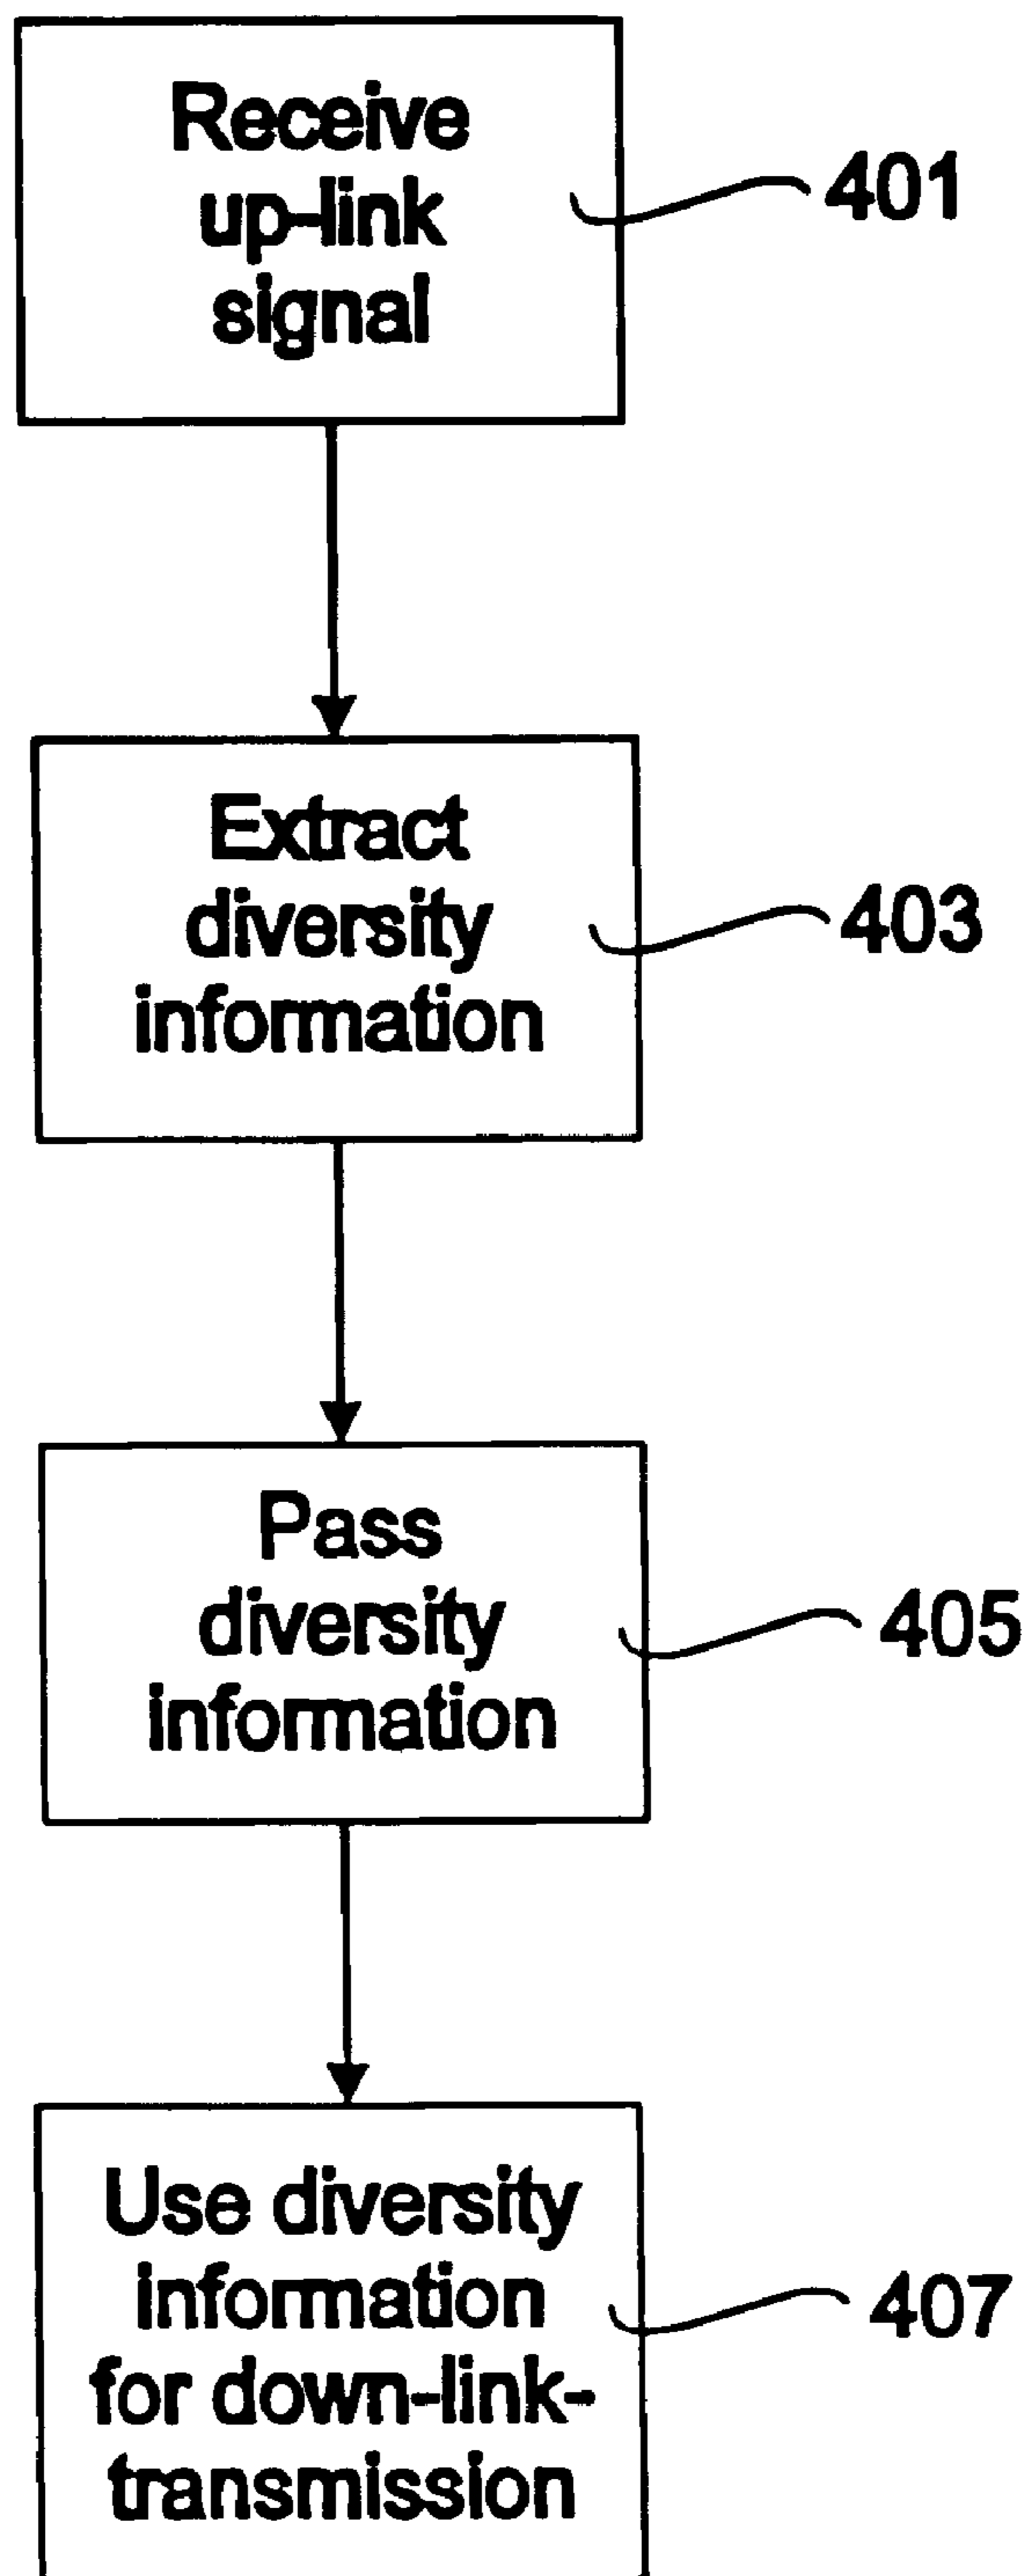 Receive
up-link
signal
401
Extract
diversity
information
403
Pass
diversity
information
405
Use diversity
information
for down-link-
transmission
407